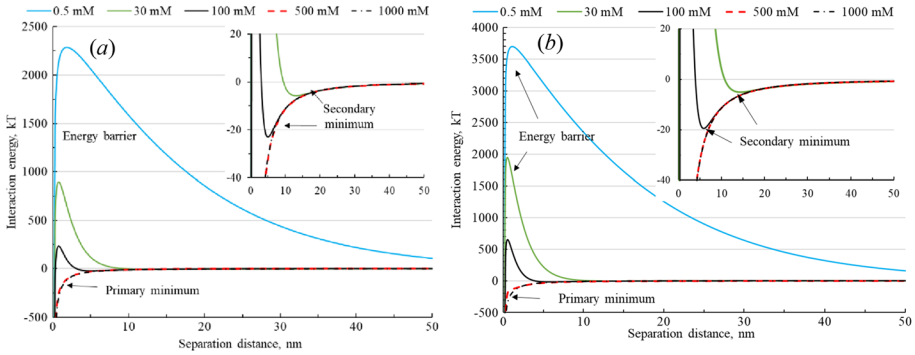 0.5 mM 30 mM 100 mM 500 mM 1000 mM
(a)
Interaction energy, kT
2500
2000
1500
1000
500
0
-500
0 10 20 30 40 50
Separation distance, nm
Energy barrier
Primary minimum
20
0
-20
-40
0 10 20 30 40 50
Secondary
minimum
0.5 mM 30 mM 100 mM 500 mM 1000 mM
(b)
Interaction energy, kT
4000
3500
3000
2500
2000
1500
1000
500
0
-500
0 10 20 30 40 50
Separation distance, nm
Energy barrier
Primary minimum
20
0
-20
-40
0 10 20 30 40 50
Secondary minimum